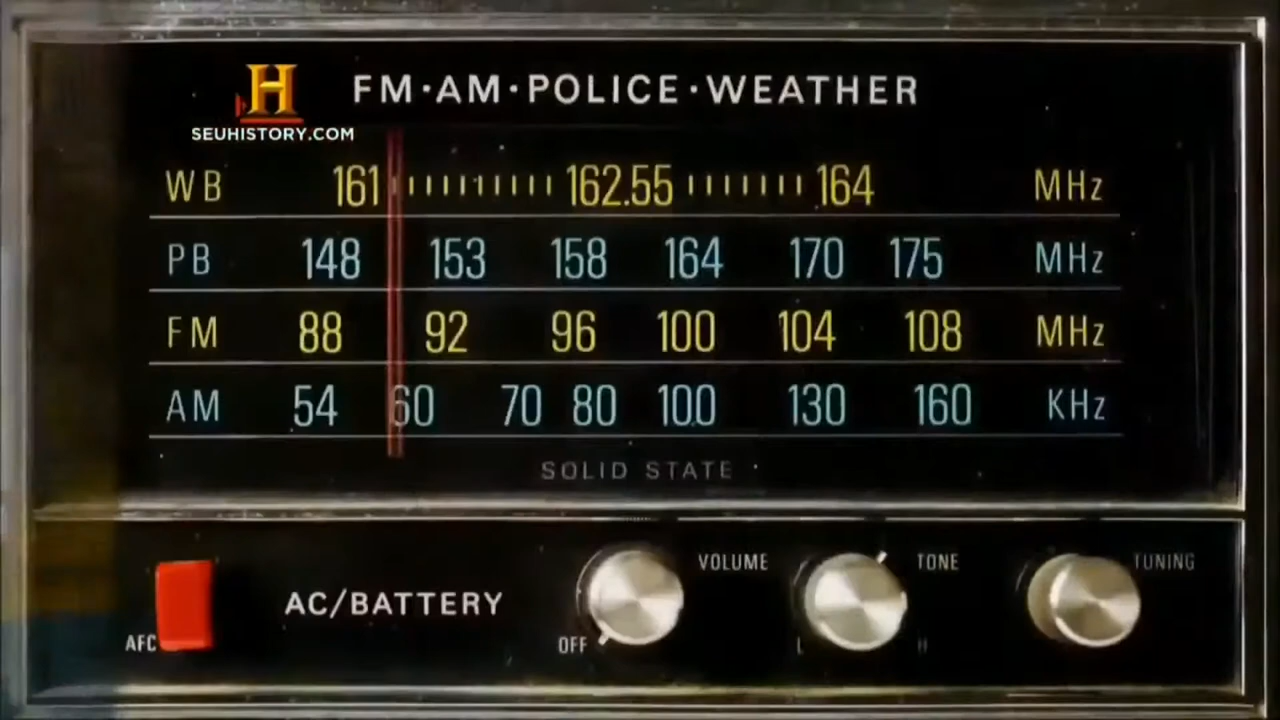 H
FM·AM·POLICE·WEATHER
SEUHISTORY.COM
WB 161 162.55 164 MHz
PB 148 153 158 164 170 175 MHz
FM 88 92 96 100 104 108 MHz
AM 54 60 70 80 100 130 160 KHz
SOLID STATE
VOLUME TONE TUNING
AC/BATTERY
AFC OFF L H